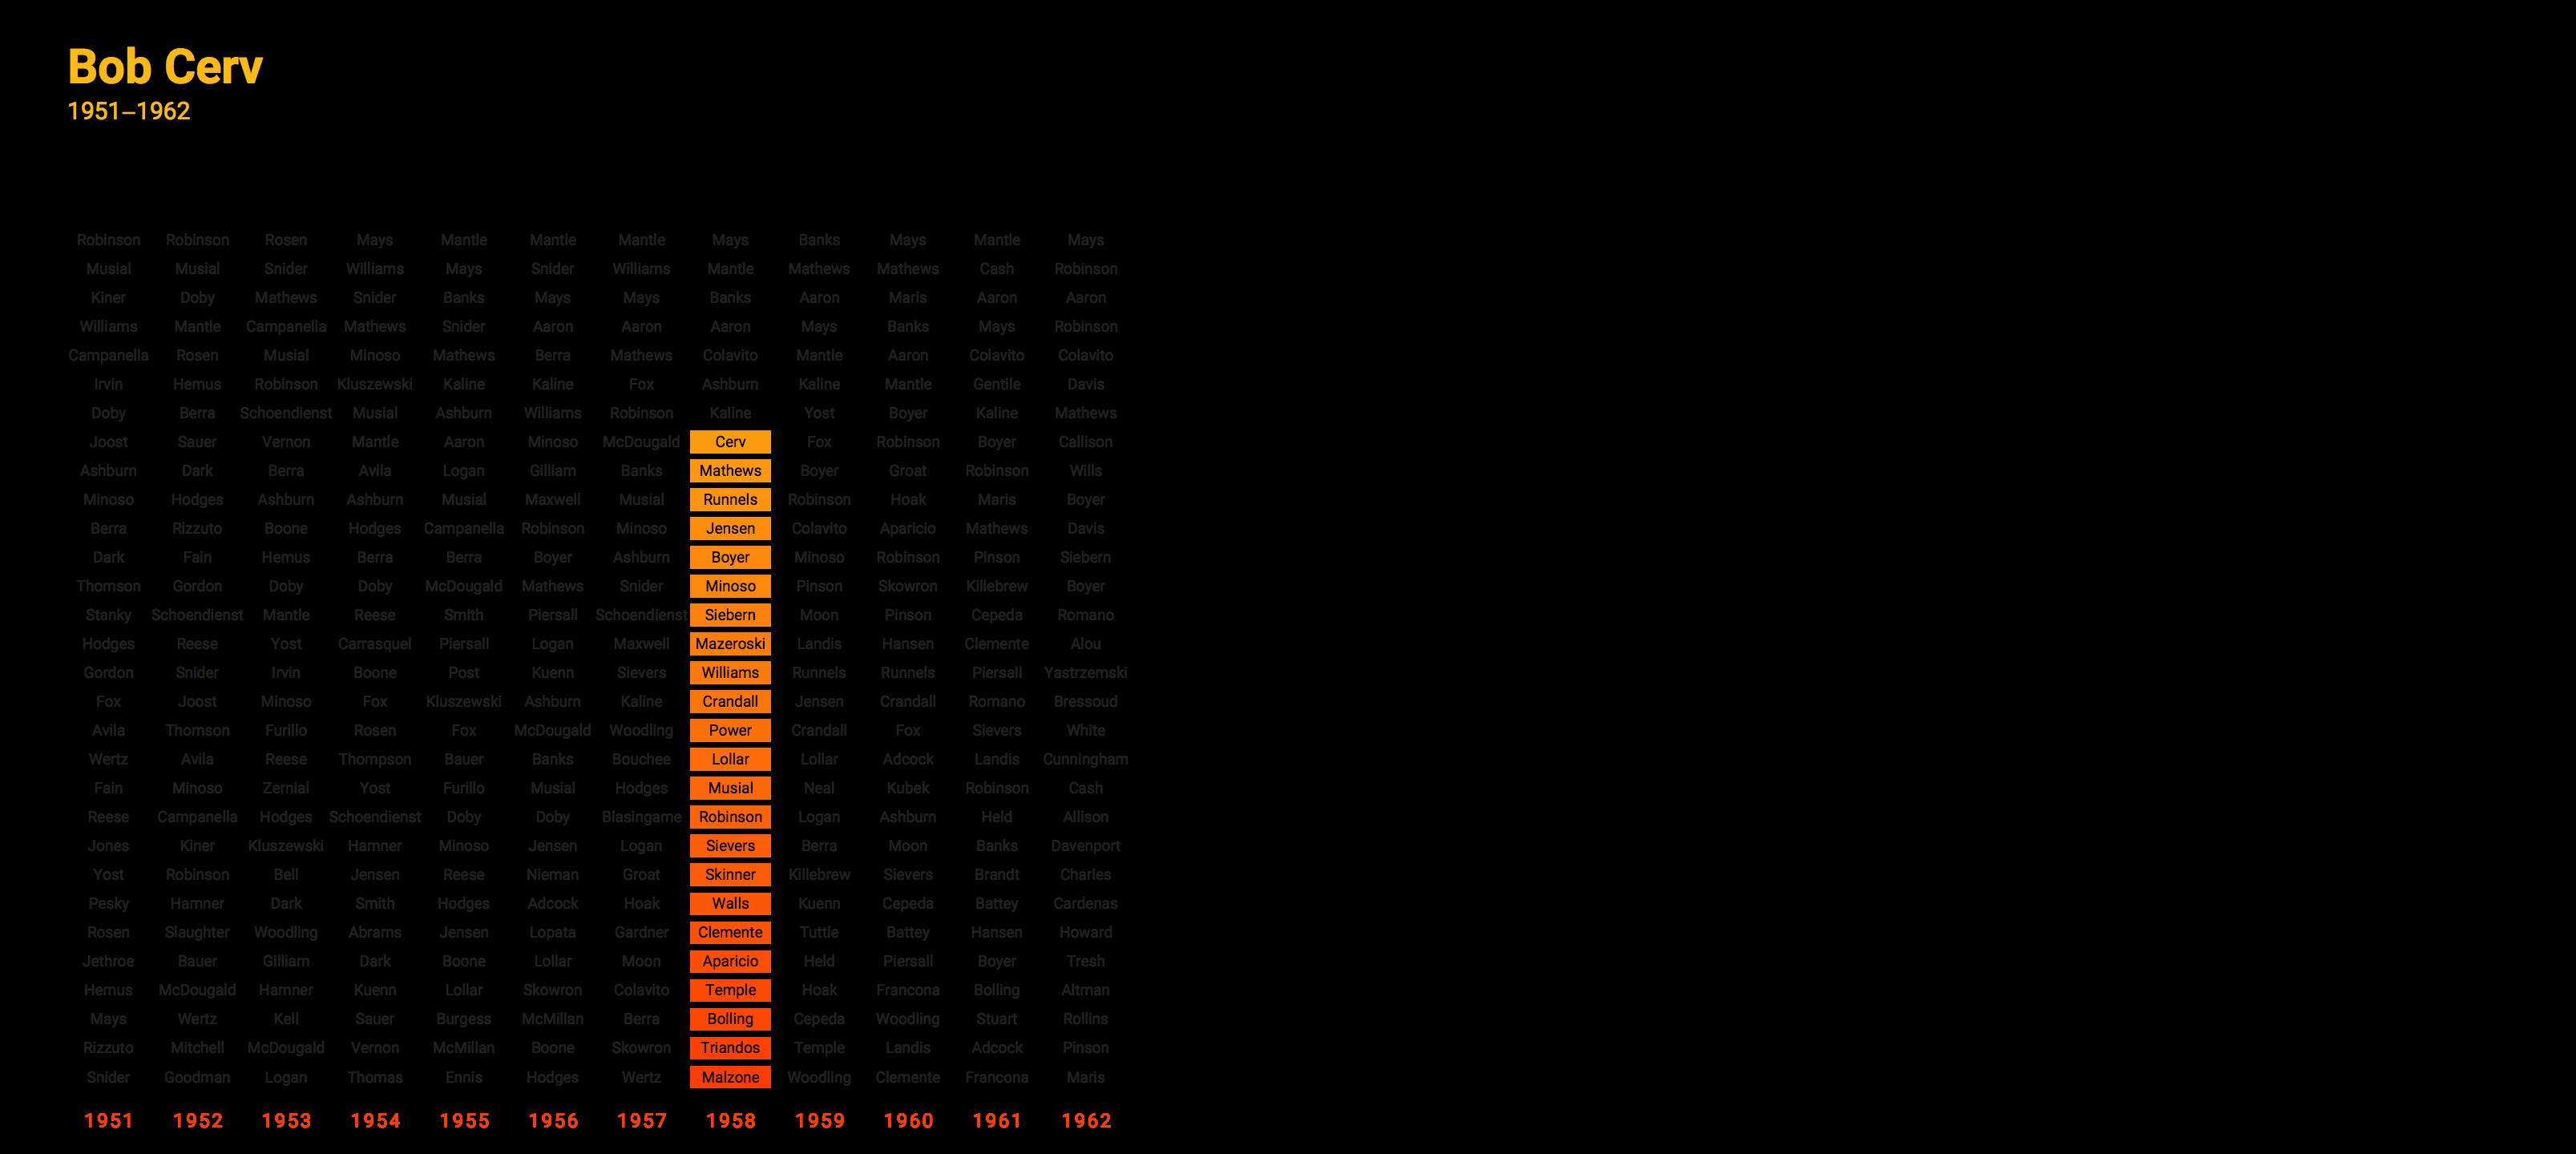 Bob Cerv
1951–1962
Robinson Robinson Rosen Mays Mantle Mantle Mantle Mays Banks Mays Mantle Mays
Musial Musial Snider Williams Mays Snider Williams Mantle Mathews Mathews Cash Robinson
Kiner Doby Mathews Snider Banks Mays Mays Banks Aaron Maris Aaron Aaron
Williams Mantle Campanella Mathews Snider Aaron Aaron Aaron Mays Banks Mays Robinson
Campanella Rosen Musial Minoso Mathews Berra Mathews Colavito Mantle Aaron Colavito Colavito
Irvin Hemus Robinson Kluszewski Kaline Kaline Fox Ashburn Kaline Mantle Gentile Davis
Doby Berra Schoendienst Musial Ashburn Williams Robinson Kaline Yost Boyer Kaline Mathews
Joost Sauer Vernon Mantle Aaron Minoso McDougald Cerv Fox Robinson Boyer Callison
Ashburn Dark Berra Avila Logan Gilliam Banks Mathews Boyer Groat Robinson Wills
Minoso Hodges Ashburn Ashburn Musial Maxwell Musial Runnels Robinson Hoak Maris Boyer
Berra Rizzuto Boone Hodges Campanella Robinson Minoso Jensen Colavito Aparicio Mathews Davis
Dark Fain Hemus Berra Berra Boyer Ashburn Boyer Minoso Robinson Pinson Siebern
Thomson Gordon Doby Doby McDougald Mathews Snider Minoso Pinson Skowron Killebrew Boyer
Stanky Schoendienst Mantle Reese Smith Piersall Schoendienst Siebern Moon Pinson Cepeda Romano
Hodges Reese Yost Carrasquel Piersall Logan Maxwell Mazeroski Landis Hansen Clemente Alou
Gordon Snider Irvin Boone Post Kuenn Sievers Williams Runnels Runnels Piersall Yastrzemski
Fox Joost Minoso Fox Kluszewski Ashburn Kaline Crandall Jensen Crandall Romano Bressoud
Avila Thomson Furillo Rosen Fox McDougald Woodling Power Crandall Fox Sievers White
Wertz Avila Reese Thompson Bauer Banks Bouchee Lollar Lollar Adcock Landis Cunningham
Fain Minoso Zernial Yost Furillo Musial Hodges Musial Neal Kubek Robinson Cash
Reese Campanella Hodges Schoendienst Doby Doby Blasingame Robinson Logan Ashburn Held Allison
Jones Kiner Kluszewski Hamner Minoso Jensen Logan Sievers Berra Moon Banks Davenport
Yost Robinson Bell Jensen Reese Nieman Groat Skinner Killebrew Sievers Brandt Charles
Pesky Hamner Dark Smith Hodges Adcock Hoak Walls Kuenn Cepeda Battey Cardenas
Rosen Slaughter Woodling Abrams Jensen Lopata Gardner Clemente Tuttle Battey Hansen Howard
Jethroe Bauer Gilliam Dark Boone Lollar Moon Aparicio Held Piersall Boyer Tresh
Hemus McDougald Hamner Kuenn Lollar Skowron Colavito Temple Hoak Francona Bolling Altman
Mays Wertz Kell Sauer Burgess McMillan Berra Bolling Cepeda Woodling Stuart Rollins
Rizzuto Mitchell McDougald Vernon McMillan Boone Skowron Triandos Temple Landis Adcock Pinson
Snider Goodman Logan Thomas Ennis Hodges Wertz Malzone Woodling Clemente Francona Maris
1951 1952 1953 1954 1955 1956 1957 1958 1959 1960 1961 1962